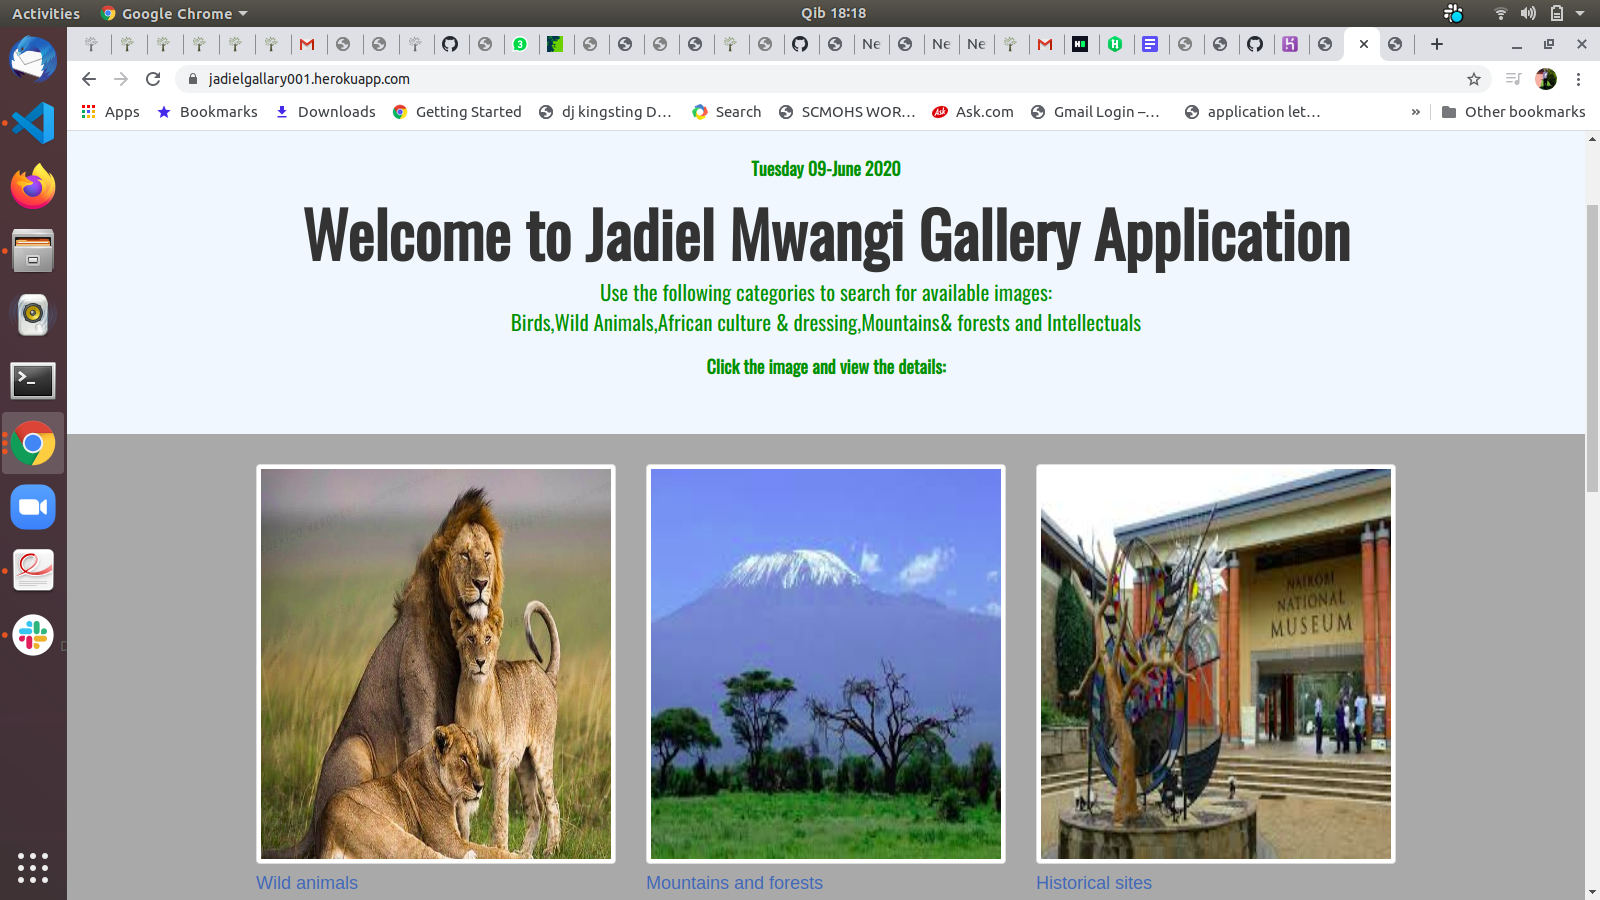 Activities
Google Chrome
Qib 18:18
Ne
Ne
Ne
jadielgallary001.herokuapp.com
Apps
Bookmarks
Downloads
Getting Started
dj kingsting D...
Search
SCMOHS WOR...
Ask.com
Gmail Login –...
application let...
»
Other bookmarks
Tuesday 09-June 2020
Welcome to Jadiel Mwangi Gallery Application
Use the following categories to search for available images:
Birds,Wild Animals,African culture & dressing,Mountains& forests and Intellectuals
Click the image and view the details:
NAIROBI
NATIONAL
MUSEUM
Wild animals
Mountains and forests
Historical sites